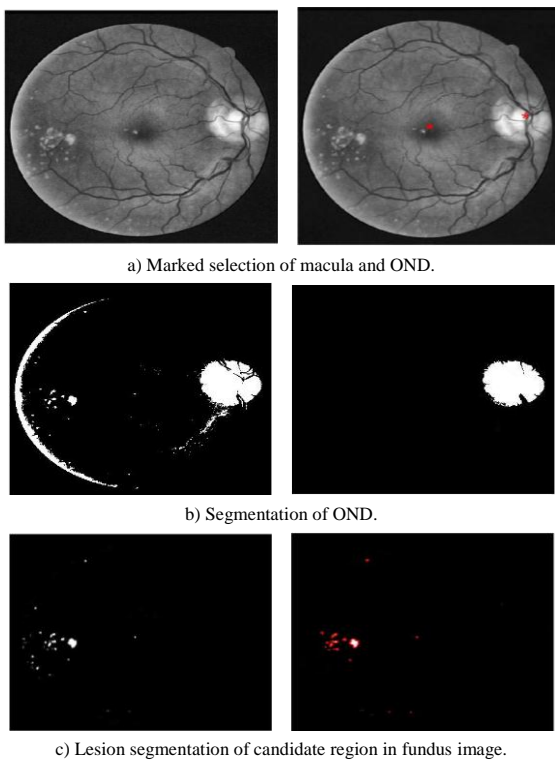 a) Marked selection of macula and OND.
b) Segmentation of OND.
c) Lesion segmentation of candidate region in fundus image.